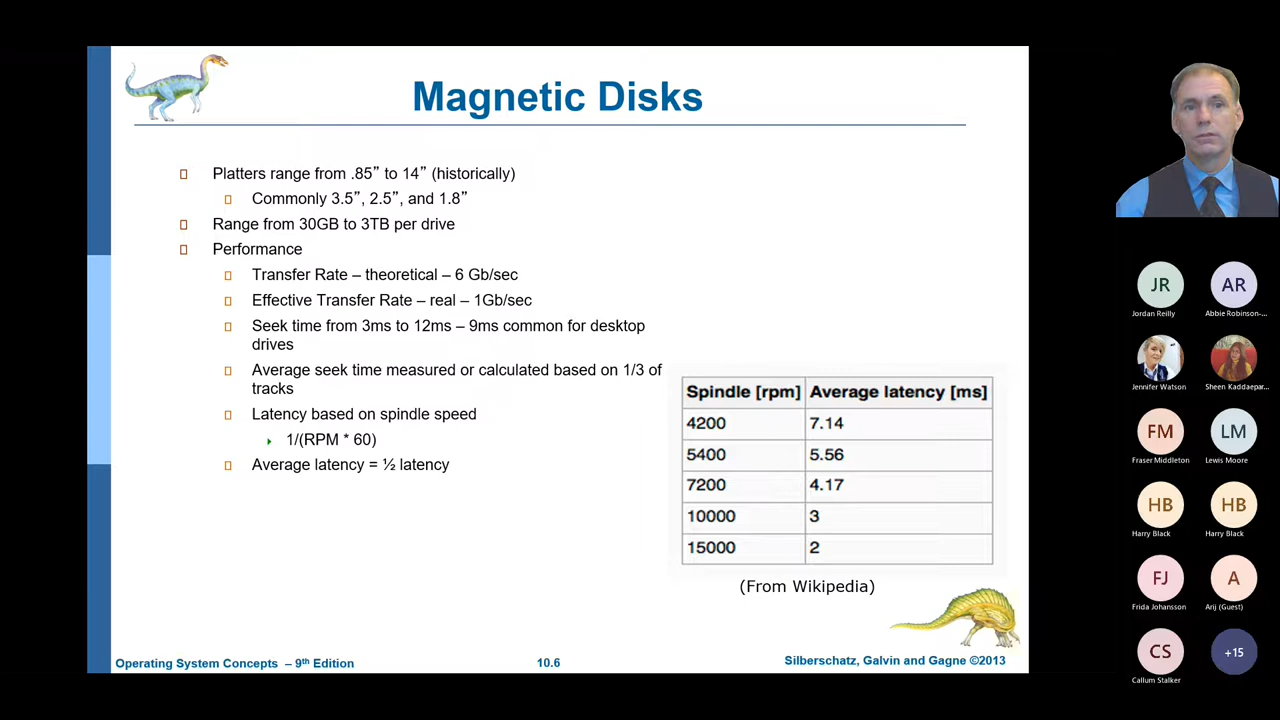 Magnetic Disks
Platters range from .85” to 14” (historically)
Commonly 3.5”, 2.5”, and 1.8”
Range from 30GB to 3TB per drive
Performance
Transfer Rate – theoretical – 6 Gb/sec
Effective Transfer Rate – real – 1Gb/sec
Seek time from 3ms to 12ms – 9ms common for desktop
drives
Average seek time measured or calculated based on 1/3 of
tracks
Latency based on spindle speed
1/(RPM * 60)
Average latency = ½ latency
Spindle [rpm] Average latency [ms]
4200 7.14
5400 5.56
7200 4.17
10000 3
15000 2
(From Wikipedia)
Operating System Concepts – 9th Edition
10.6
Silberschatz, Galvin and Gagne ©2013
JR AR
Jordan Reilly Abbie Robinson-...
Jennifer Watson Sheen Kaddaepar...
FM LM
Fraser Middleton Lewis Moore
HB HB
Harry Black Harry Black
FJ A
Frida Johansson Arij (Guest)
CS +15
Callum Stalker